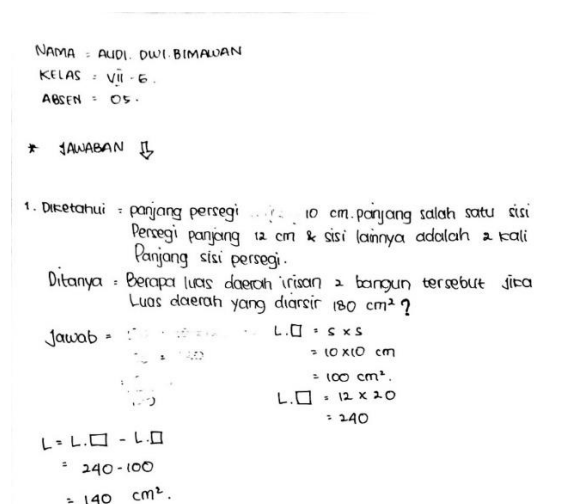 NAMA : AUDI. DWI. BIMAWAN
KELAS : VII - 6.
ABSEN : 05.
* JAWABAN ⇩
1. Diketahui : panjang persegi 10 cm. panjang salah satu sisi
Persegi panjang 12 cm & sisi lainnya adalah 2 kali
Panjang sisi persegi.
Ditanya : Berapa luas daerah irisan 2 bangun tersebut jika
Luas daerah yang diarsir 180 cm² ?
Jawab = L.□ = s x s
= 10 x 10 cm
= 100 cm².
L.□ = 12 x 20
= 240
L = L.□ - L.□
= 240 - 100
= 140 cm².